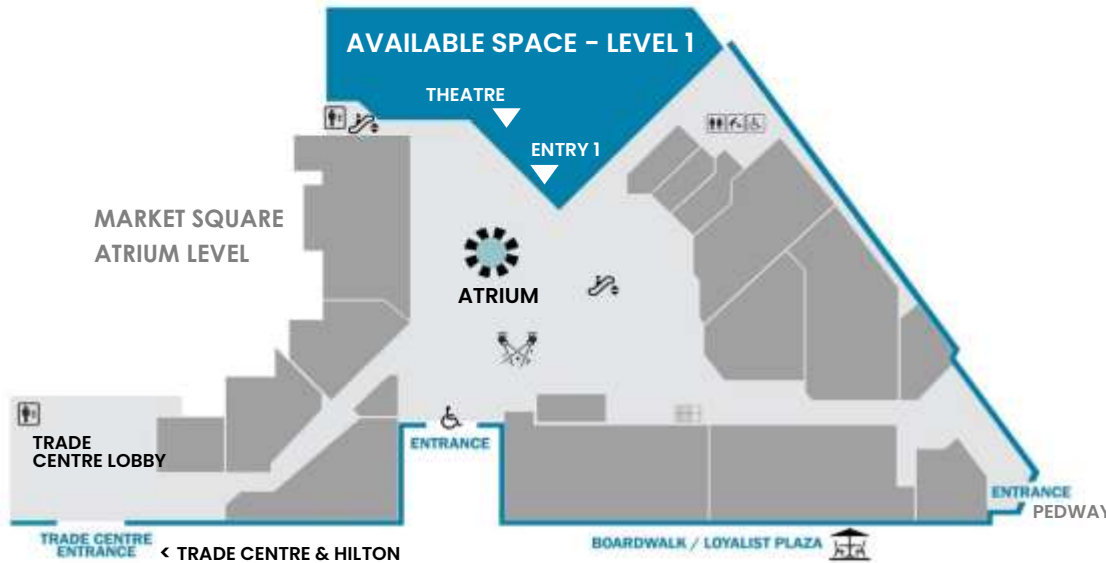 AVAILABLE SPACE - LEVEL 1
THEATRE
ENTRY 1
MARKET SQUARE
ATRIUM LEVEL
ATRIUM
TRADE
CENTRE LOBBY
ENTRANCE
ENTRANCE
PEDWAY
TRADE CENTRE
ENTRANCE
< TRADE CENTRE & HILTON
BOARDWALK / LOYALIST PLAZA